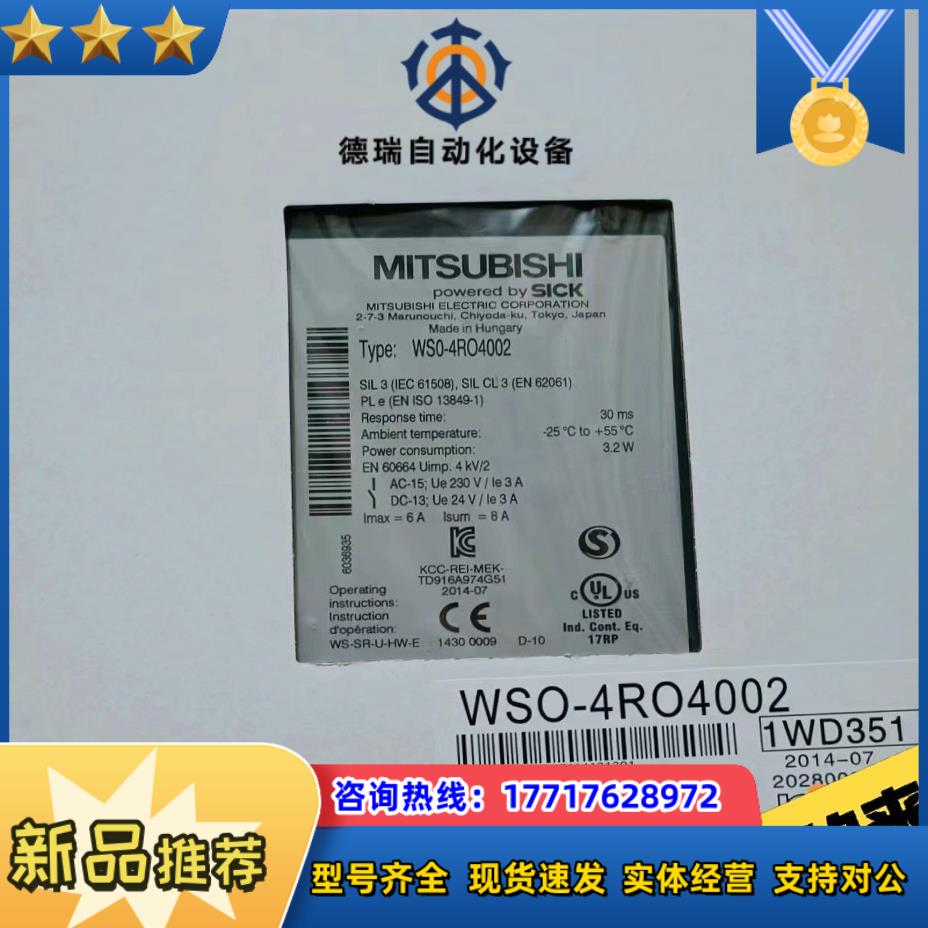 德瑞自动化设备
MITSUBISHI
powered by SICK
MITSUBISHI ELECTRIC CORPORATION
2-7-3 Marunouchi, Chiyoda-ku, Tokyo, Japan
Made in Hungary
Type: WS0-4RO4002
SIL 3 (IEC 61508), SIL CL 3 (EN 62061)
PL e (EN ISO 13849-1)
Response time: 30 ms
Ambient temperature: -25 °C to +55 °C
Power consumption: 3.2 W
EN 60664 Uimp. 4 kV/2
AC-15; Ue 230 V / Ie 3 A
DC-13; Ue 24 V / Ie 3 A
Imax = 6 A Isum = 8 A
6036935
KCC-REI-MEK-
TD916A974G51
2014-07
Operating
instructions:
Instruction
d'opération:
WS-SR-U-HW-E
CE
1430 0009 D-10
C UL US
LISTED
Ind. Cont. Eq.
17RP
WSO-4RO4002
1WD351
2014-07
咨询热线：17717628972
新品推荐
型号齐全 现货速发 实体经营 支持对公